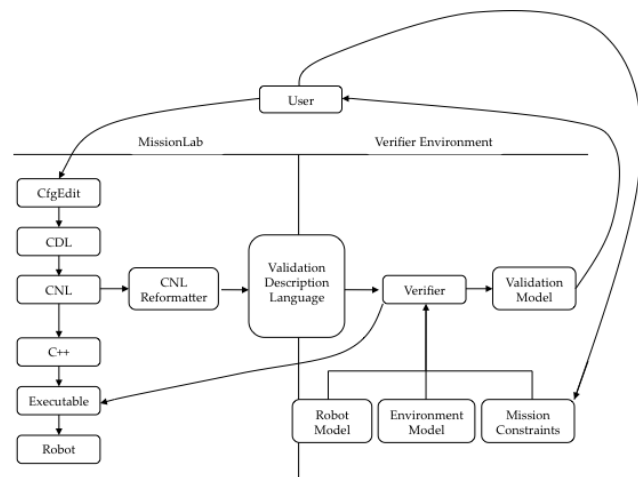 User
MissionLab
Verifier Environment
CfgEdit
CDL
CNL
CNL
Reformatter
Validation
Description
Language
Verifier
Validation
Model
C++
Executable
Robot
Robot
Model
Environment
Model
Mission
Constraints